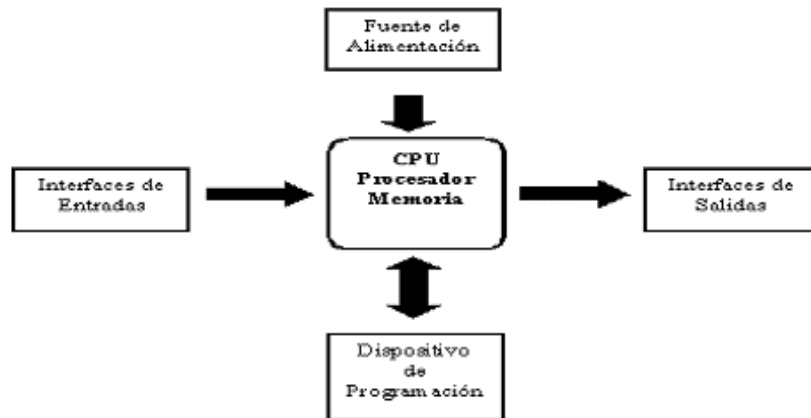 Fuente de
Alimentación
CPU
Procesador
Memoria
Interfaces de
Entradas
Interfaces de
Salidas
Dispositivo
de
Programación